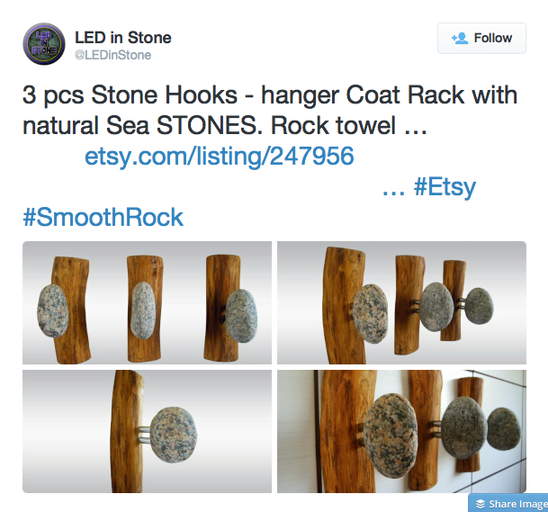 LED in Stone
@LEDinStone
Follow
3 pcs Stone Hooks - hanger Coat Rack with
natural Sea STONES. Rock towel …
etsy.com/listing/247956
… #Etsy
#SmoothRock
Share Image